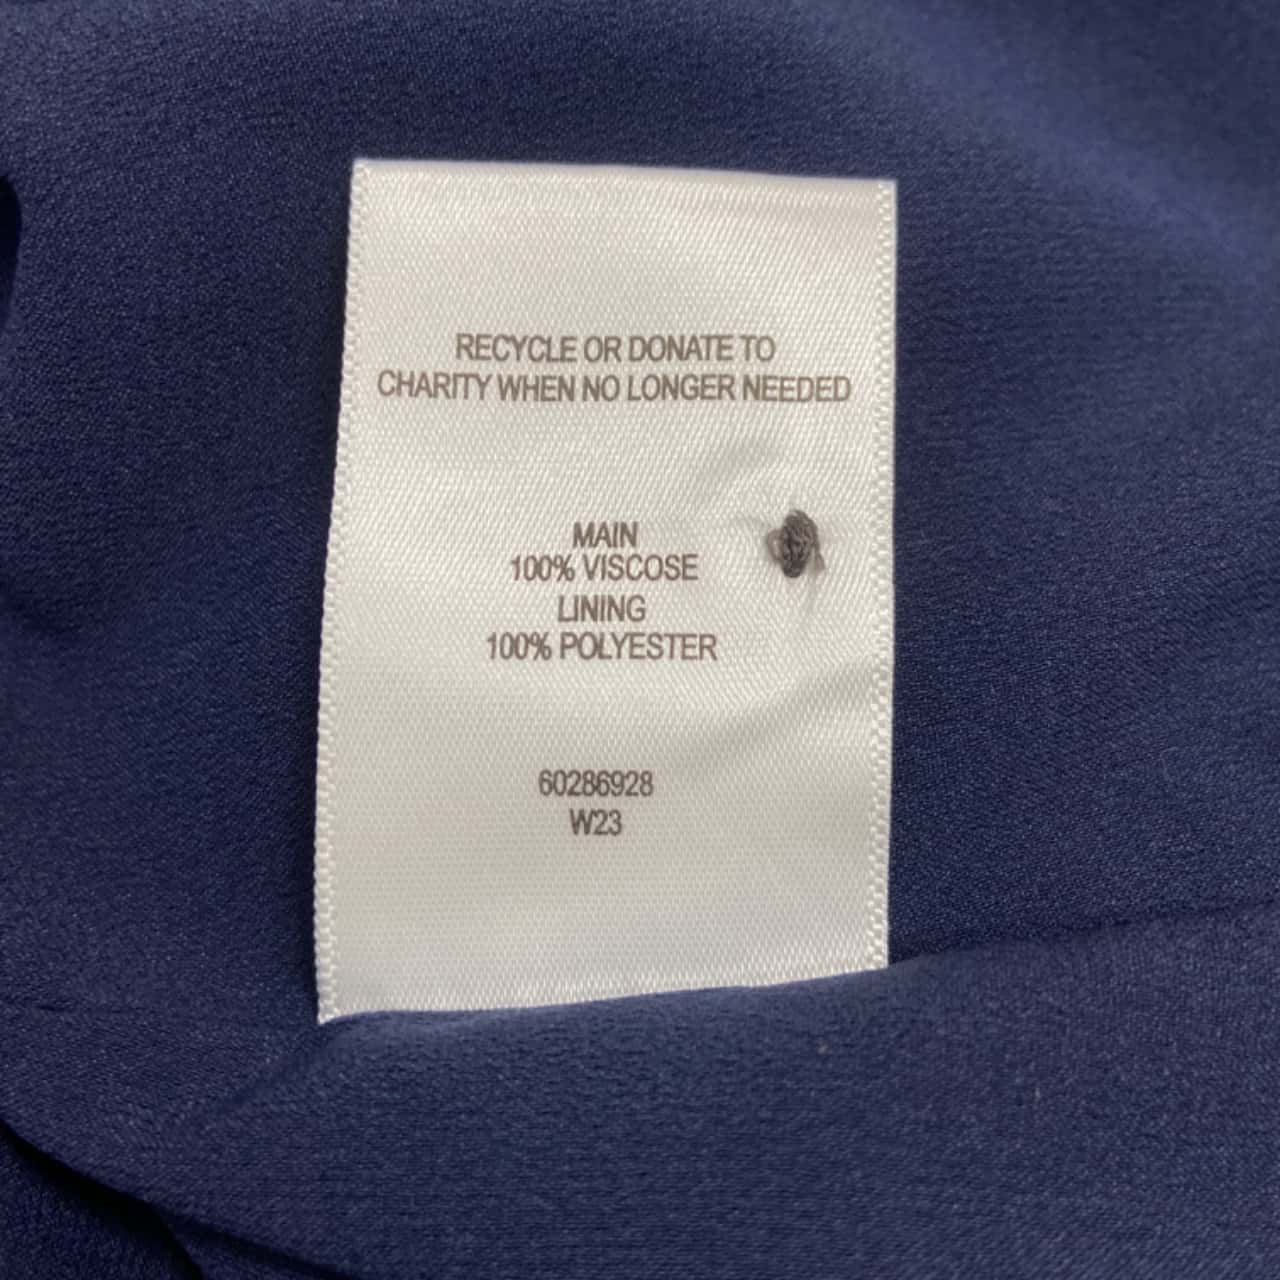 RECYCLE OR DONATE TO
CHARITY WHEN NO LONGER NEEDED
MAIN
100% VISCOSE
LINING
100% POLYESTER
60286928
W23